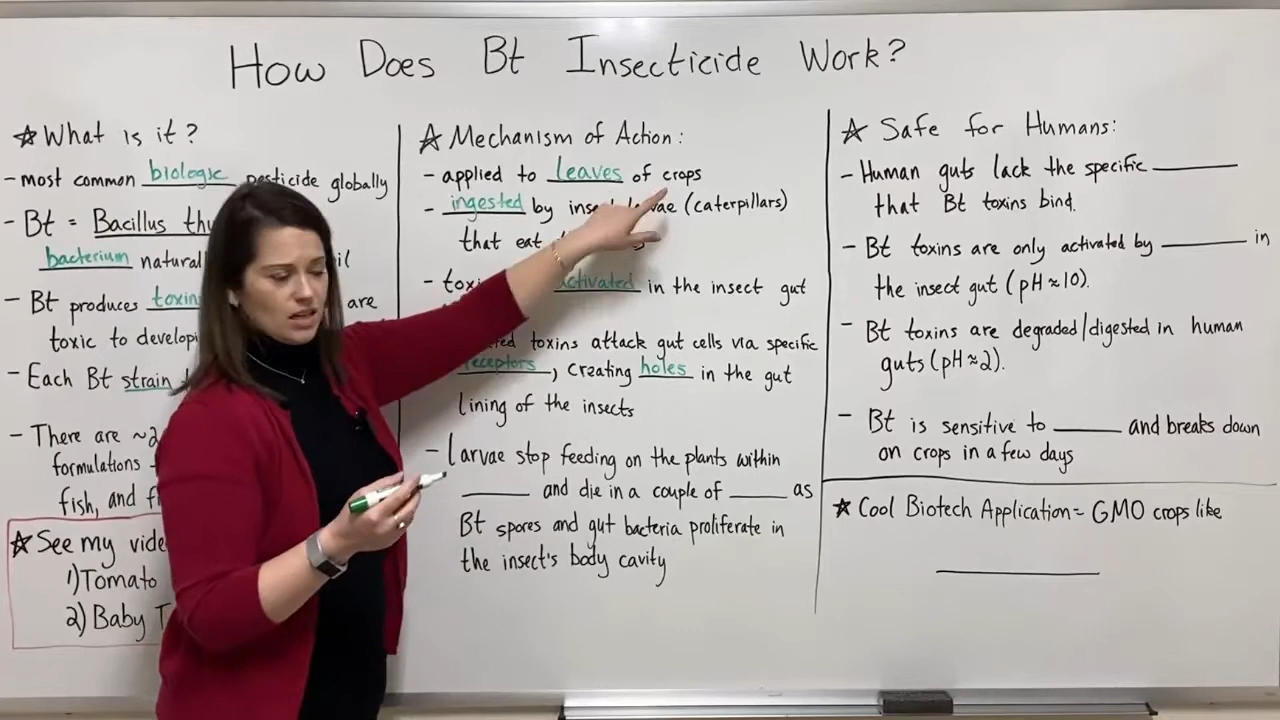 How Does Bt Insecticide Work?
☆ What is it?
- most common biologic pesticide globally
- Bt = Bacillus thu
bacterium natural il
- Bt produces toxins are
toxic to developi
- Each Bt strain
- There are ~2
formulations
fish, and f
☆ See my vide
1) Tomato
2) Baby T
☆ Mechanism of Action:
- applied to leaves of crops
- ingested by insect larvae (caterpillars)
that eat
- activated in the insect gut
toxins attack gut cells via specific
receptors, creating holes in the gut
lining of the insects
- Larvae stop feeding on the plants within
______ and die in a couple of _____ as
Bt spores and gut bacteria proliferate in
the insect's body cavity
☆ Safe for Humans:
- Human guts lack the specific ________
that Bt toxins bind.
- Bt toxins are only activated by ________ in
the insect gut (pH≈10).
- Bt toxins are degraded/digested in human
guts (pH≈2).
- Bt is sensitive to ______ and breaks down
on crops in a few days
☆ Cool Biotech Application = GMO crops like
______________